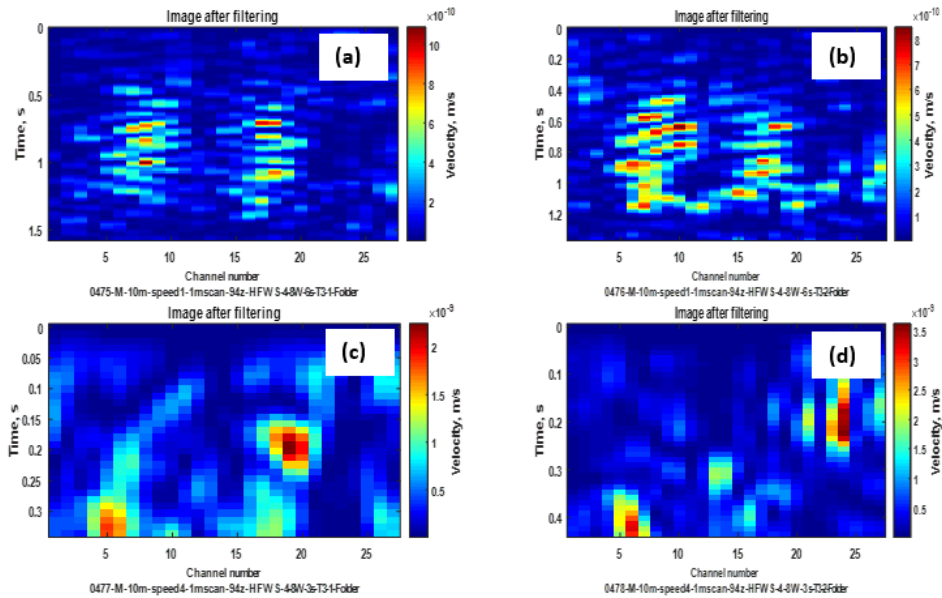 Image after filtering
×10⁻¹⁰
(a)
0
0.5
1
1.5
Time, s
5 10 15 20 25
Channel number
0475-M-10m-speed1-1mscan-94z-HFWS-4-8W-6s-T3-1-Folder
10
8
6
4
2
Velocity, m/s
Image after filtering
×10⁻¹⁰
(b)
0
0.2
0.4
0.6
0.8
1
1.2
Time, s
5 10 15 20 25
Channel number
0476-M-10m-speed1-1mscan-94z-HFWS-4-8W-6s-T3-2-Folder
8
7
6
5
4
3
2
1
Velocity, m/s
Image after filtering
×10⁻⁹
(c)
0
0.05
0.1
0.15
0.2
0.25
0.3
Time, s
5 10 15 20 25
Channel number
0477-M-10m-speed4-1mscan-94z-HFWS-4-8W-3s-T3-1-Folder
2
1.5
1
0.5
Velocity, m/s
Image after filtering
×10⁻⁹
(d)
0
0.1
0.2
0.3
0.4
Time, s
5 10 15 20 25
Channel number
0478-M-10m-speed4-1mscan-94z-HFWS-4-8W-3s-T3-2-Folder
3.5
3
2.5
2
1.5
1
0.5
Velocity, m/s